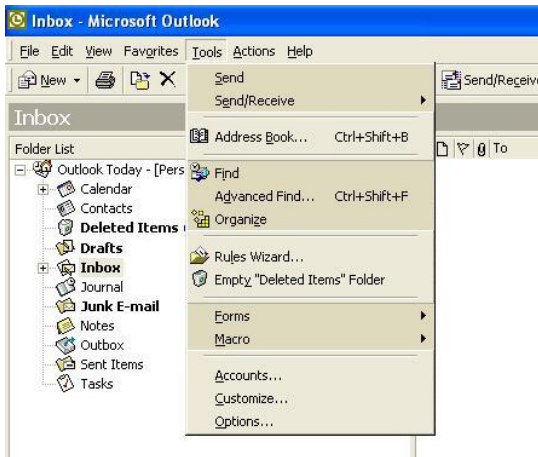 Inbox - Microsoft Outlook
File Edit View Favorites Tools Actions Help
New Send/Receive
Inbox
Folder List
Outlook Today - [Pers
Calendar
Contacts
Deleted Items
Drafts
Inbox
Journal
Junk E-mail
Notes
Outbox
Sent Items
Tasks
Send
Send/Receive
Address Book... Ctrl+Shift+B
Find
Advanced Find... Ctrl+Shift+F
Organize
Rules Wizard...
Empty "Deleted Items" Folder
Forms
Macro
Accounts...
Customize...
Options...
To